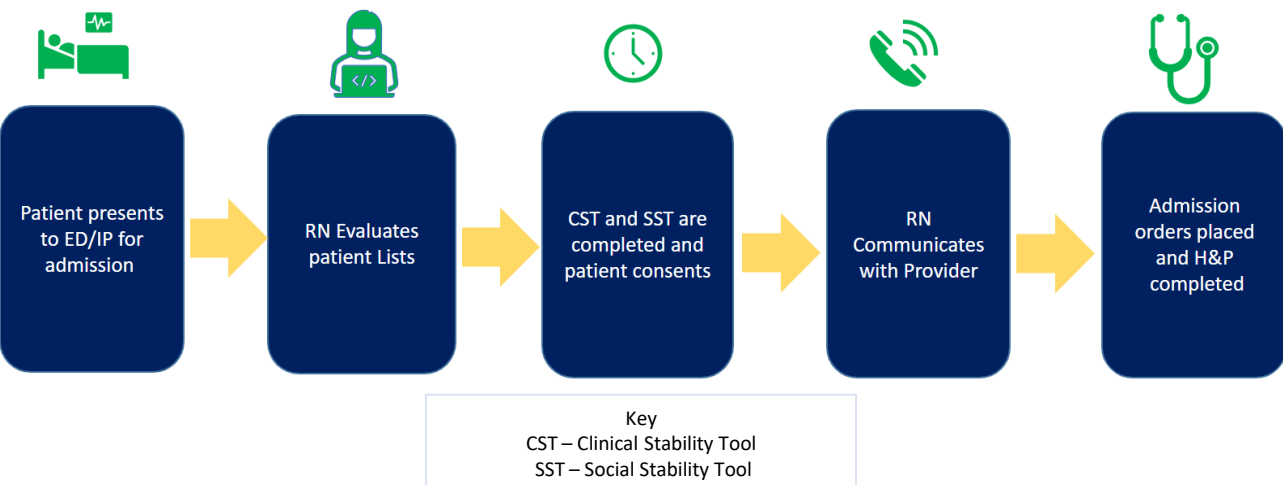 Patient presents
to ED/IP for
admission
RN Evaluates
patient Lists
CST and SST are
completed and
patient consents
RN
Communicates
with Provider
Admission
orders placed
and H&P
completed
</>
Key
CST – Clinical Stability Tool
SST – Social Stability Tool